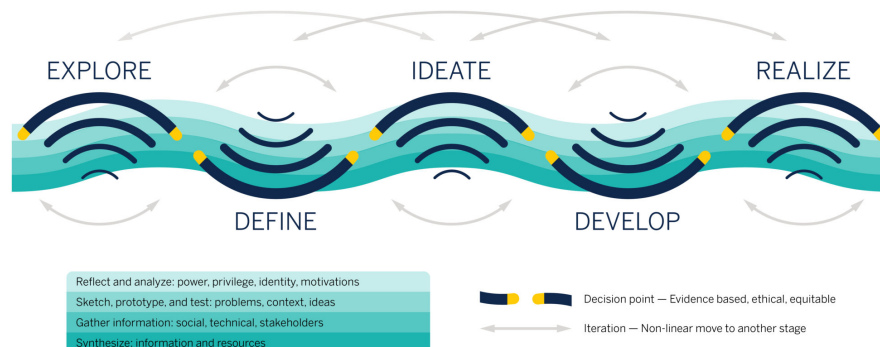 EXPLORE
IDEATE
REALIZE
DEFINE
DEVELOP
Reflect and analyze: power, privilege, identity, motivations
Sketch, prototype, and test: problems, context, ideas
Gather information: social, technical, stakeholders
Synthesize: information and resources
Decision point — Evidence based, ethical, equitable
Iteration — Non-linear move to another stage